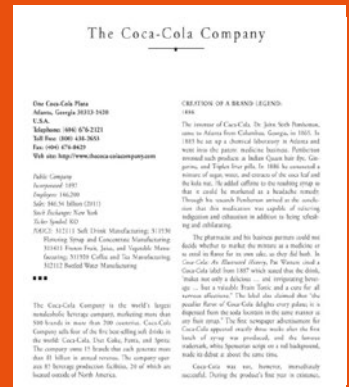 The Coca-Cola Company
One Coca-Cola Plaza
Atlanta, Georgia 30313-2420
U.S.A.
Telephone: (404) 676-2121
Toll Free: (800) 438-2653
Fax: (404) 676-8429
Web site: http://www.thecoca-colacompany.com
Public Company
Incorporated 1892
Employees: 146,200
Sales: $46.54 billion (2011)
Stock Exchanges: New York
Ticker Symbol: KO
NAICS: 312111 Soft Drink Manufacturing; 311930
Flavoring Syrup and Concentrate Manufacturing;
311411 Frozen Fruit, Juice, and Vegetable Manu-
facturing; 311920 Coffee and Tea Manufacturing;
312112 Bottled Water Manufacturing
The Coca-Cola Company is the world's largest
nonalcoholic beverage company, marketing more than
500 brands in more than 200 countries. Coca-Cola
Company sells four of the five best-selling soft drinks in
the world: Coca-Cola, Diet Coke, Fanta, and Sprite.
The company owns 15 brands that each generate more
than $1 billion in annual revenue. The company oper-
ates beverage production facilities, of which are
located outside of North America.
CREATION OF A BRAND LEGEND:
1886
The inventor of Coca-Cola, Dr. John Stith Pemberton,
came to Atlanta from Columbus, Georgia, in 1869. In
1885 he set up a chemical laboratory in Atlanta and
went into the patent medicine business. Pemberton
invented such products as Indian Queen hair dye, Gin-
gerine, and Triplex liver pills. In 1886 he concocted a
mixture of sugar, water, and extracts of the coca leaf and
the kola nut. He added caffeine to the resulting syrup so
that it could be marketed as a headache remedy.
Through his research Pemberton arrived at the conclu-
sion that this medication was capable of relieving
indigestion and exhaustion in addition to being refresh-
ing and exhilarating.
The pharmacist and his business partners could not
decide whether to market the mixture as a medicine or
to extol its flavor for its own sake, so they did both. In
Coca-Cola: An Illustrated History, Pat Watters cited a
Coca-Cola label from 1887 which stated that the drink,
"makes not only a delicious ... and invigorating bever-
age ... but a valuable Brain Tonic and a cure for all
nervous affections." The label also claimed that "the
peculiar flavor of Coca-Cola delights every palate; it is
dispensed from the soda fountain in the same manner as
any fruit syrup." The first newspaper advertisement for
Coca-Cola appeared exactly three weeks after the first
batch of syrup was produced, and the famous
trademark, white Spenserian script on a red background,
made its debut at about the same time.
Coca-Cola was not, however, immediately
successful. During the product's first year in existence,